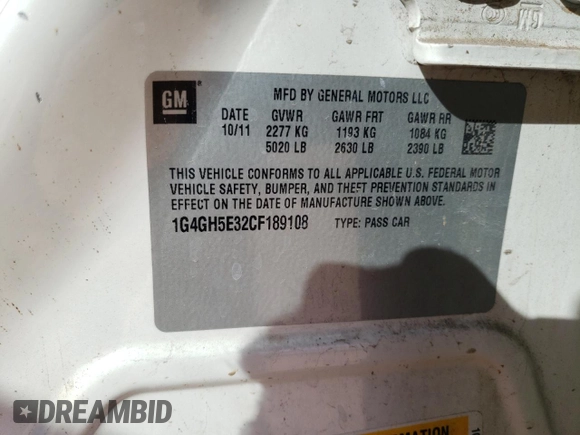 GM
MFD BY GENERAL MOTORS LLC
DATE GVWR GAWR FRT GAWR RR
10/11 2277 KG 1193 KG 1084 KG
5020 LB 2630 LB 2390 LB
THIS VEHICLE CONFORMS TO ALL APPLICABLE U.S. FEDERAL MOTOR
VEHICLE SAFETY, BUMPER, AND THEFT PREVENTION STANDARDS IN
EFFECT ON THE DATE OF MANUFACTURE SHOWN ABOVE.
1G4GH5E32CF189108 TYPE: PASS CAR
DREAMBID